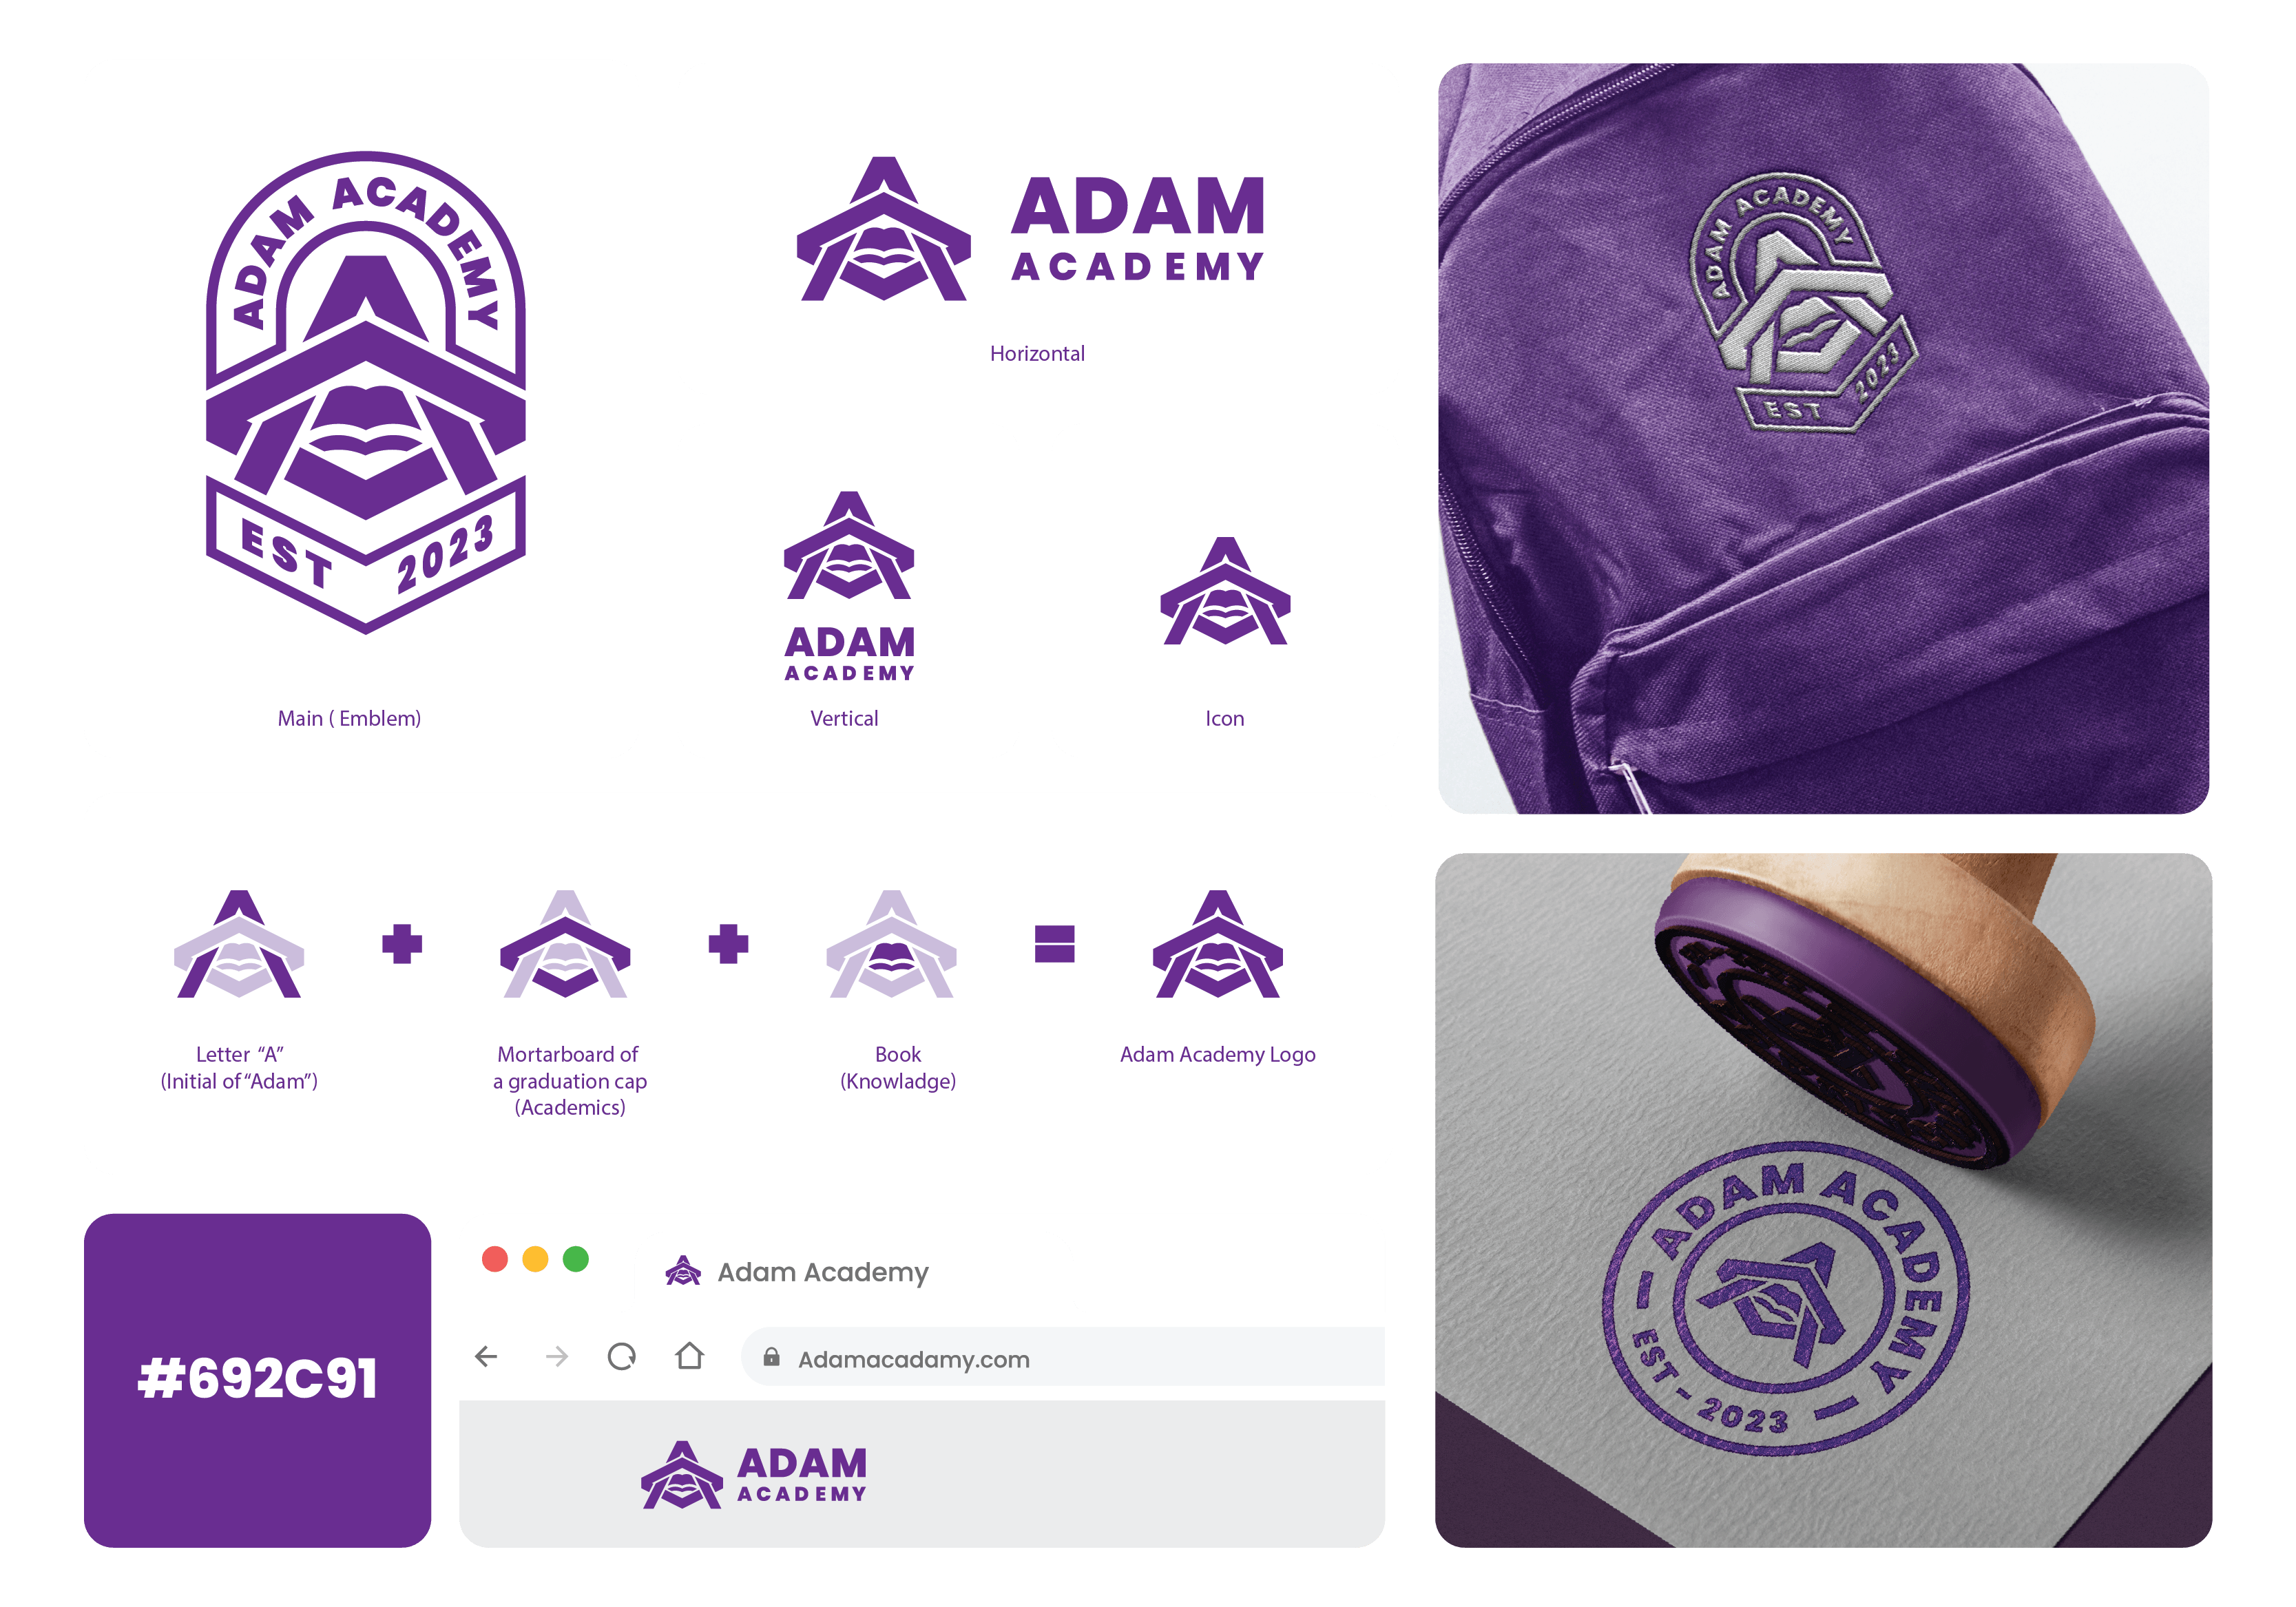 ADAM ACADEMY
EST 2023
Main ( Emblem)
ADAM
ACADEMY
Horizontal
ADAM
ACADEMY
Vertical
Icon
ADAM ACADEMY
EST 2023
Letter “A”
(Initial of “Adam”)
Mortarboard of
a graduation cap
(Academics)
Book
(Knowladge)
Adam Academy Logo
#692C91
Adam Academy
Adamacadamy.com
ADAM
ACADEMY
ADAM ACADEMY
EST - 2023